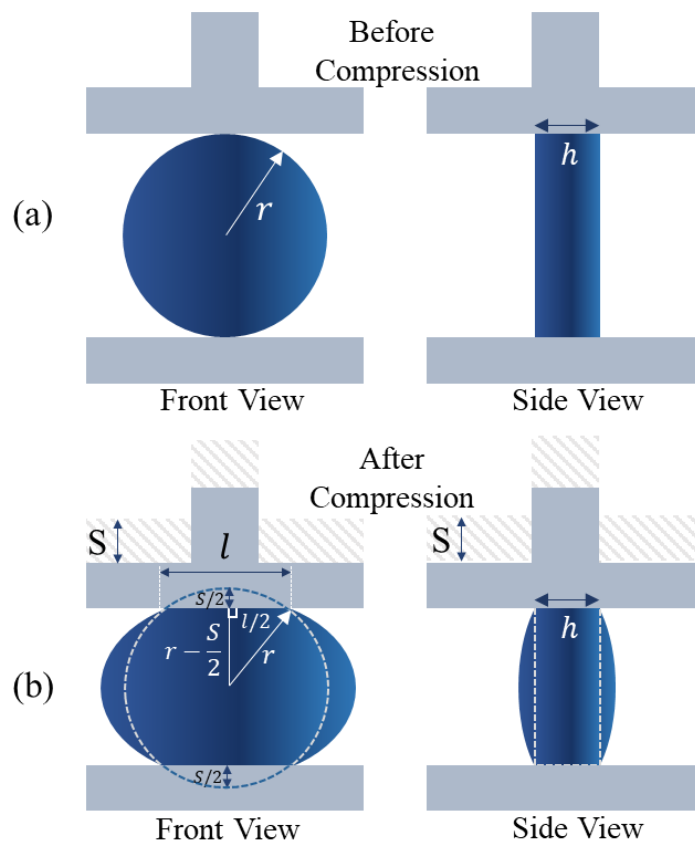 Before
Compression
r
h
(a)
Front View
Side View
After
Compression
S
l
S
S/2
l/2
r - S/2
r
h
(b)
S/2
Front View
Side View